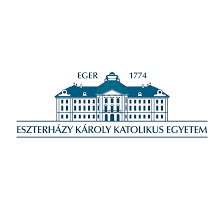 EGER 1774
ESZTERHÁZY KÁROLY KATOLIKUS EGYETEM